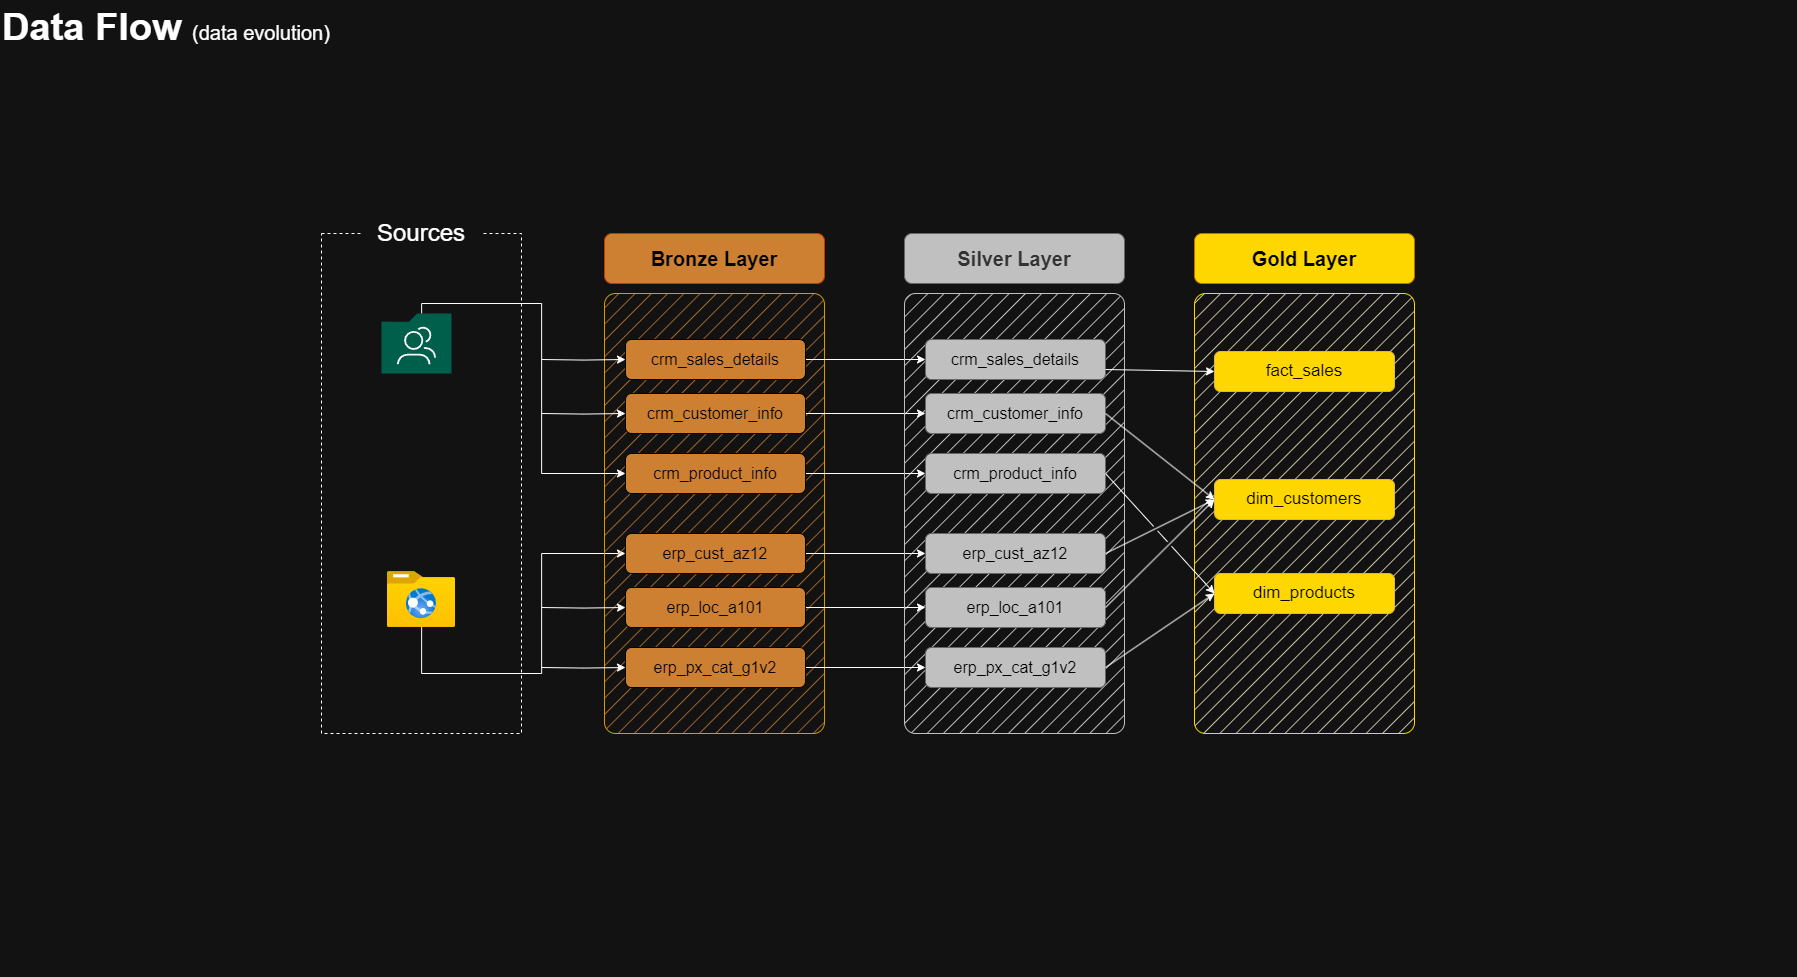 Data Flow (data evolution)
Sources
Bronze Layer
Silver Layer
Gold Layer
crm_sales_details
crm_customer_info
crm_product_info
erp_cust_az12
erp_loc_a101
erp_px_cat_g1v2
crm_sales_details
crm_customer_info
crm_product_info
erp_cust_az12
erp_loc_a101
erp_px_cat_g1v2
fact_sales
dim_customers
dim_products